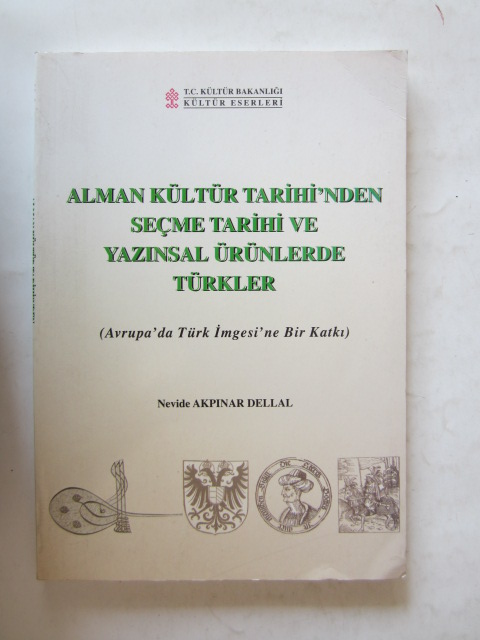 T.C. KÜLTÜR BAKANLIĞI
KÜLTÜR ESERLERİ
ALMAN KÜLTÜR TARİHİ'NDEN
SEÇME TARİHİ VE
YAZINSAL ÜRÜNLERDE
TÜRKLER
(Avrupa'da Türk İmgesi'ne Bir Katkı)
Nevide AKPINAR DELLAL